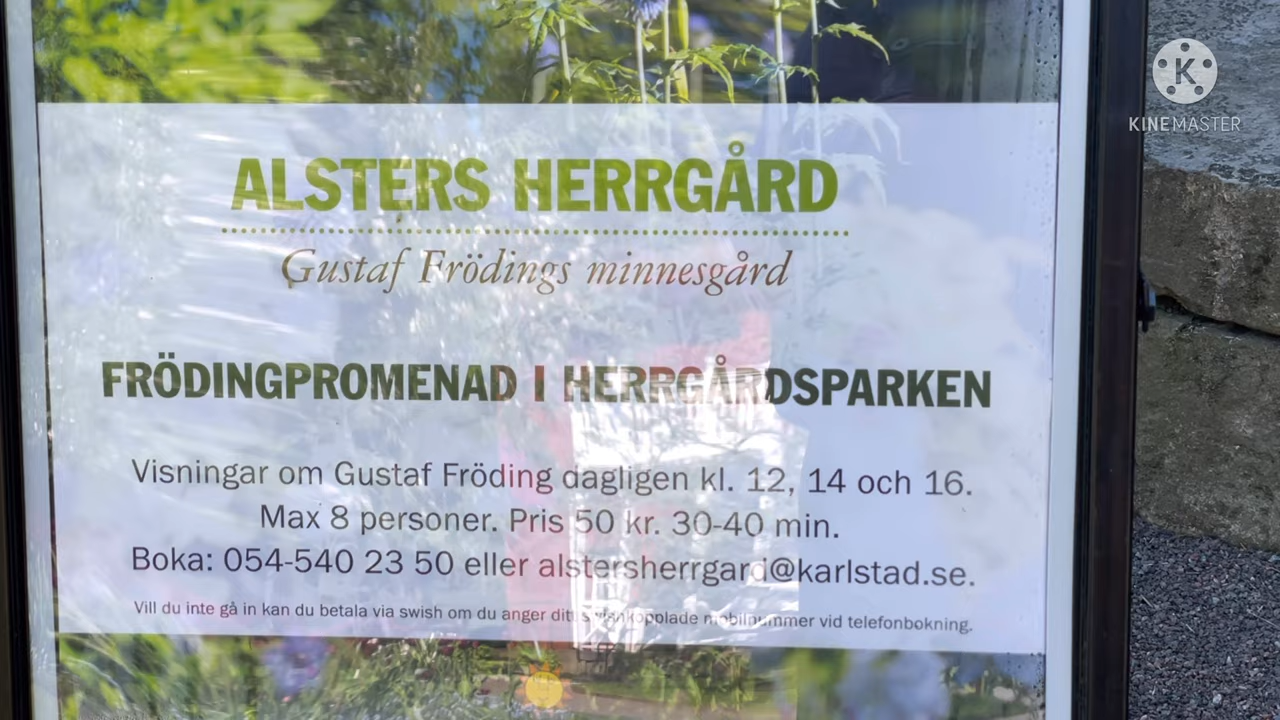 ALSTERS HERRGÅRD
Gustaf Frödings minnesgård
FRÖDINGPROMENAD I HERRGÅRDSPARKEN
Visningar om Gustaf Fröding dagligen kl. 12, 14 och 16.
Max 8 personer. Pris 50 kr. 30-40 min.
Boka: 054-540 23 50 eller alstersherrgard@karlstad.se.
Vill du inte gå in kan du betala via swish om du anger ditt swishkopplade mobilnummer vid telefonbokning.
K
KINEMASTER